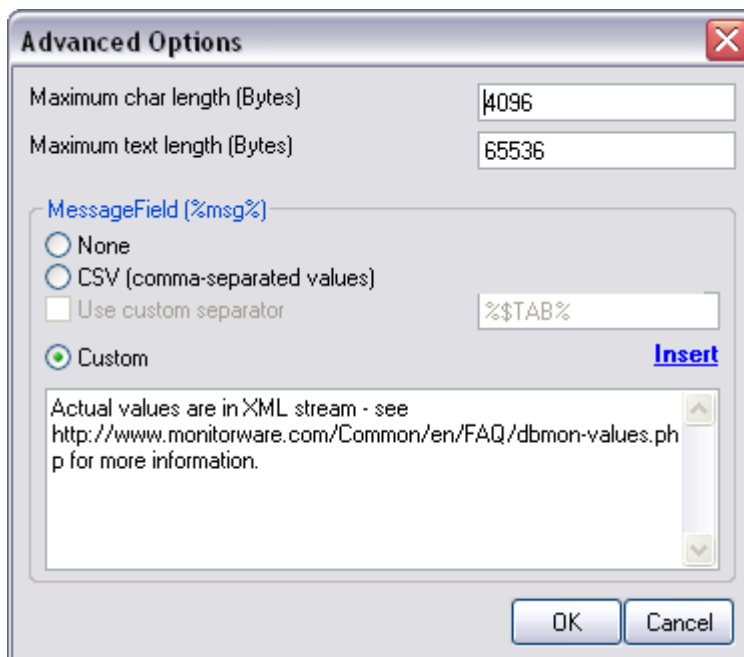 Advanced Options
Maximum char length (Bytes)
4096
Maximum text length (Bytes)
65536
MessageField (%msg%)
None
CSV (comma-separated values)
Use custom separator
%$TAB%
Custom
Insert
Actual values are in XML stream - see
http://www.monitorware.com/Common/en/FAQ/dbmon-values.ph
p for more information.
OK
Cancel